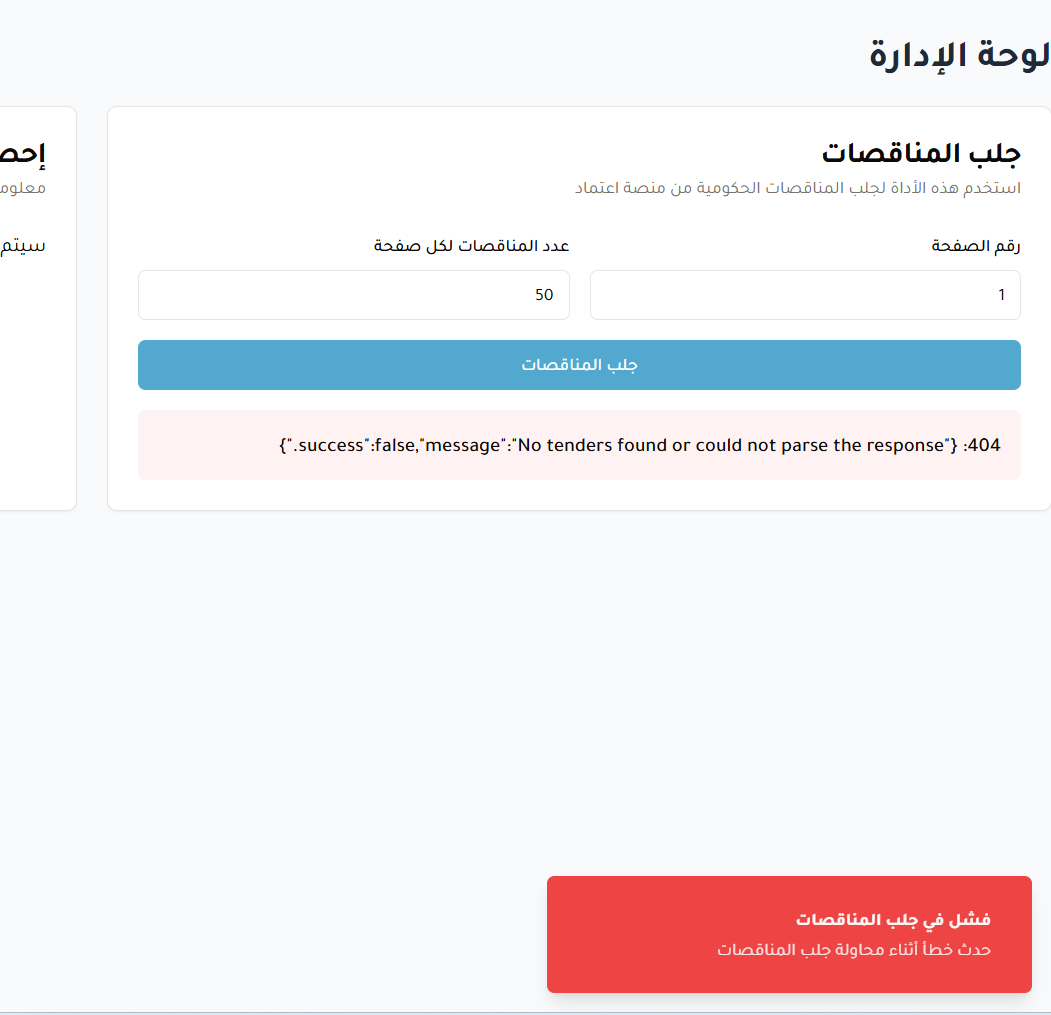 لوحة الإدارة
جلب المناقصات
استخدم هذه الأداة لجلب المناقصات الحكومية من منصة اعتماد
رقم الصفحة
1
عدد المناقصات لكل صفحة
50
جلب المناقصات
404: {"success":false,"message":"No tenders found or could not parse the response."}
فشل في جلب المناقصات
حدث خطأ أثناء محاولة جلب المناقصات
سيتم